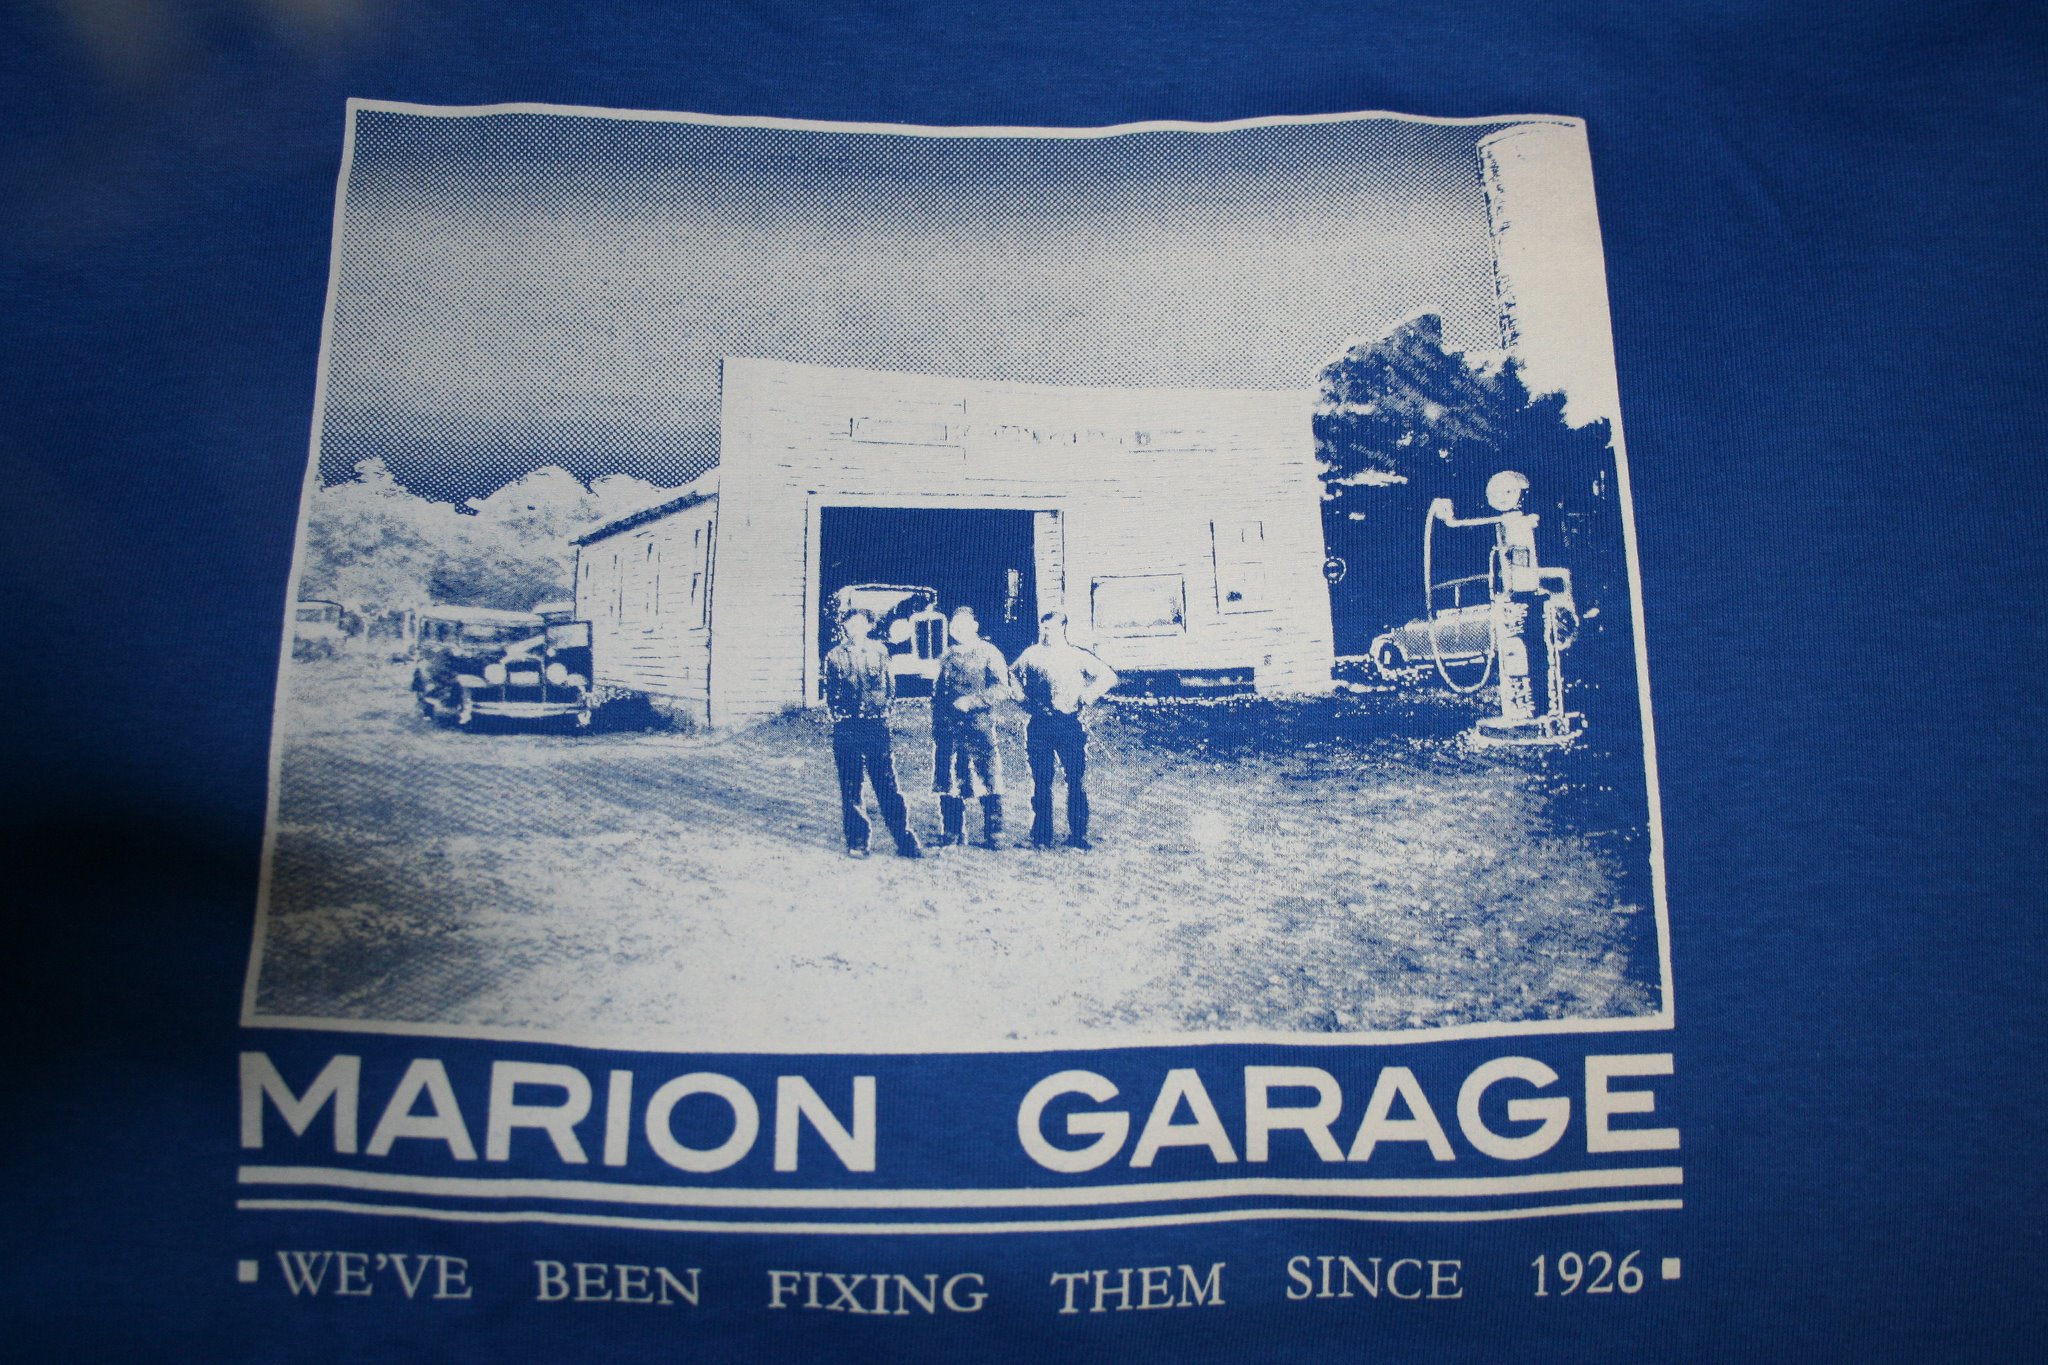 MARION GARAGE
WE'VE BEEN FIXING THEM SINCE 1926